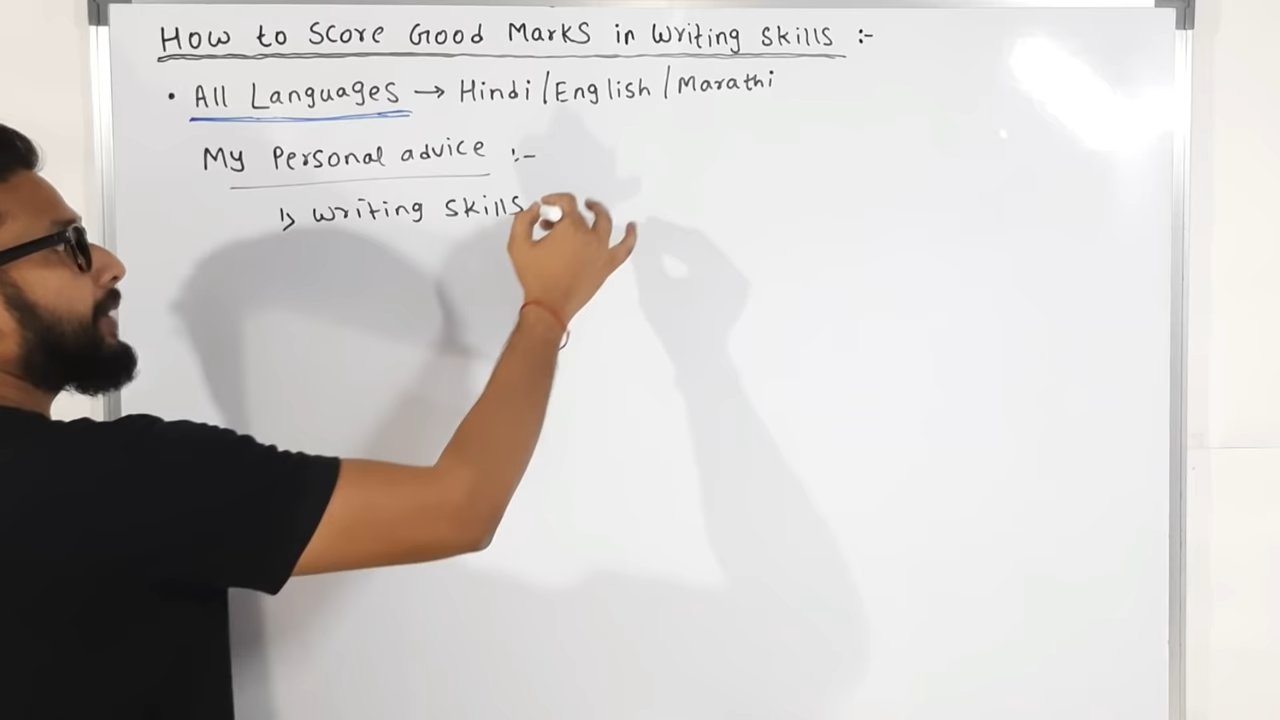 How to Score Good Marks in Writing Skills :-
• All Languages → Hindi/English/Marathi
My Personal advice :-
1) Writing Skills